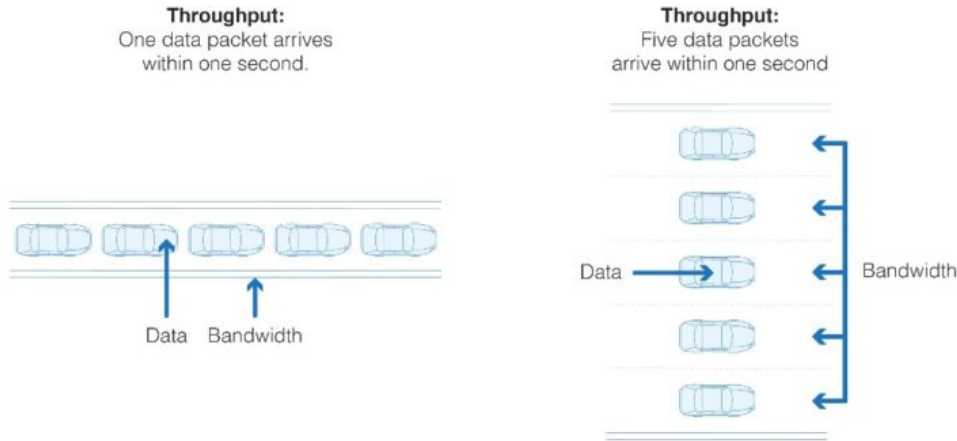 Throughput:
One data packet arrives
within one second.
Data
Bandwidth
Throughput:
Five data packets
arrive within one second
Data
Bandwidth